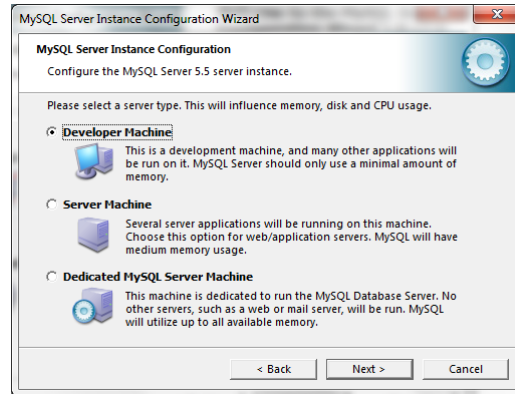 MySQL Server Instance Configuration Wizard
MySQL Server Instance Configuration
Configure the MySQL Server 5.5 server instance.
Please select a server type. This will influence memory, disk and CPU usage.
Developer Machine
This is a development machine, and many other applications will
be run on it. MySQL Server should only use a minimal amount of
memory.
Server Machine
Several server applications will be running on this machine.
Choose this option for web/application servers. MySQL will have
medium memory usage.
Dedicated MySQL Server Machine
This machine is dedicated to run the MySQL Database Server. No
other servers, such as a web or mail server, will be run. MySQL
will utilize up to all available memory.
< Back Next > Cancel